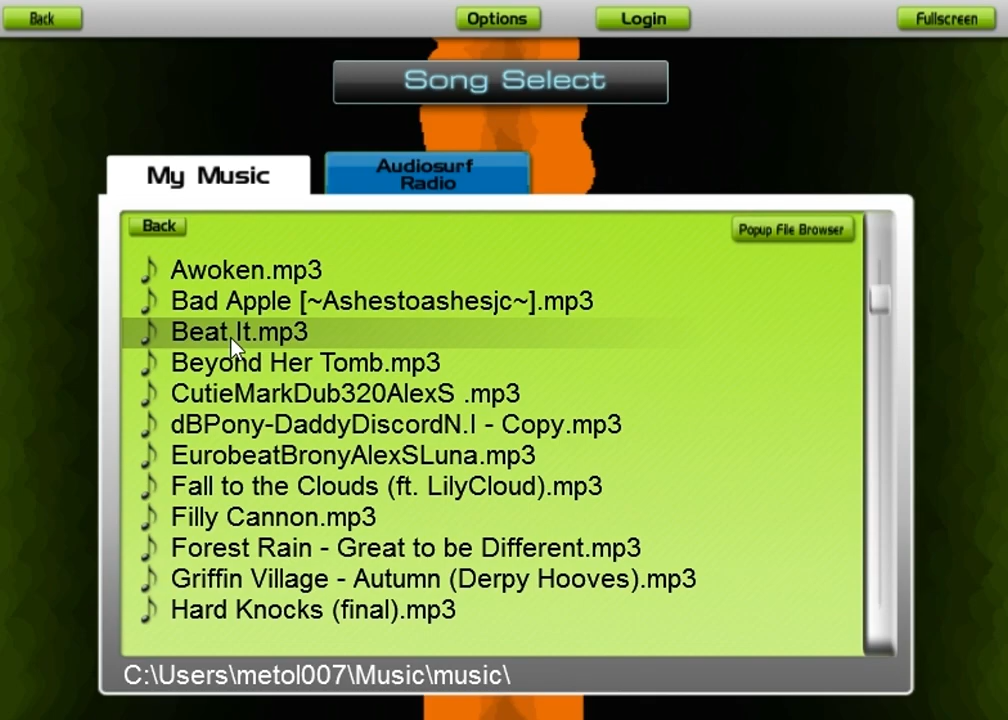 Back
Options
Login
Fullscreen
Song Select
My Music
Audiosurf
Radio
Back
Popup File Browser
Awoken.mp3
Bad Apple [~Ashestoashesjc~].mp3
Beat It.mp3
Beyond Her Tomb.mp3
CutieMarkDub320AlexS .mp3
dBPony-DaddyDiscordN.I - Copy.mp3
EurobeatBronyAlexSLuna.mp3
Fall to the Clouds (ft. LilyCloud).mp3
Filly Cannon.mp3
Forest Rain - Great to be Different.mp3
Griffin Village - Autumn (Derpy Hooves).mp3
Hard Knocks (final).mp3
C:\Users\metol007\Music\music\